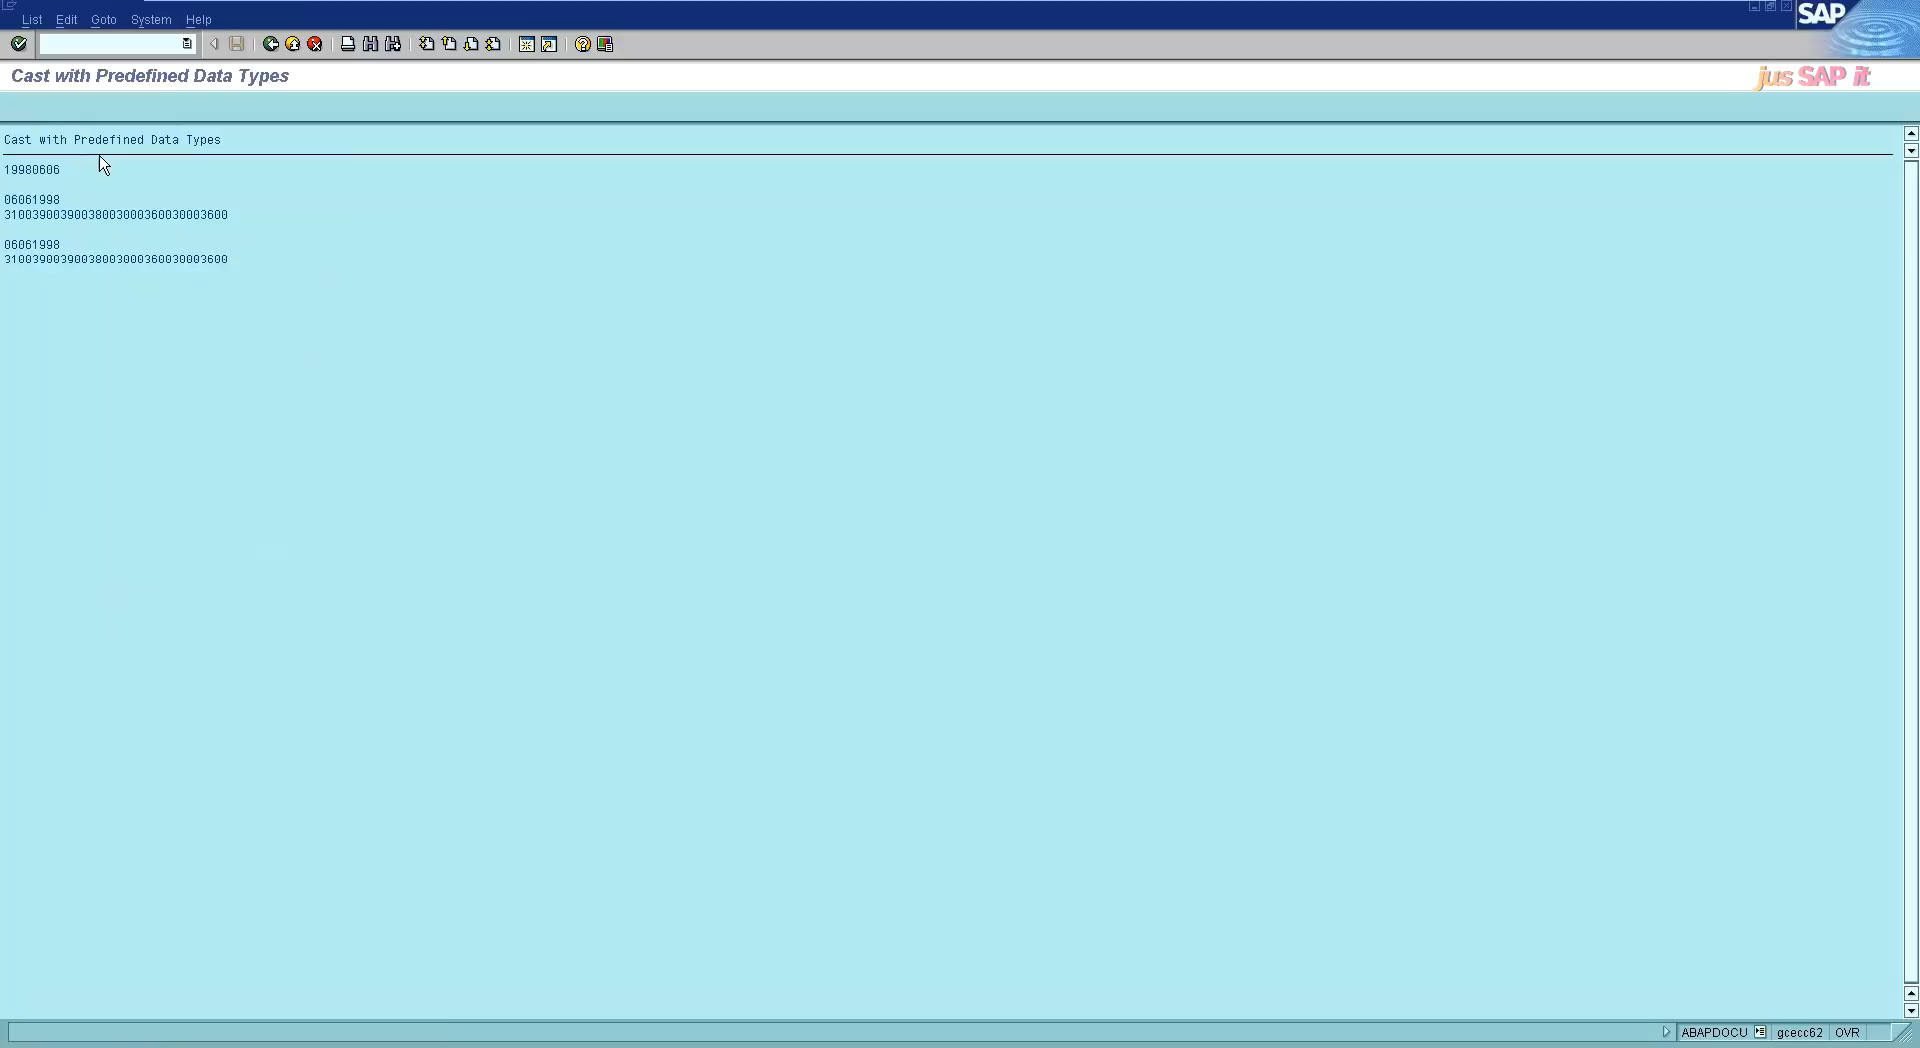 List Edit Goto System Help
SAP
Cast with Predefined Data Types
jus SAP it
Cast with Predefined Data Types
19980606
06061998
31003900390038003000360030003600
06061998
31003900390038003000360030003600
ABAPDOCU gcecc62 OVR